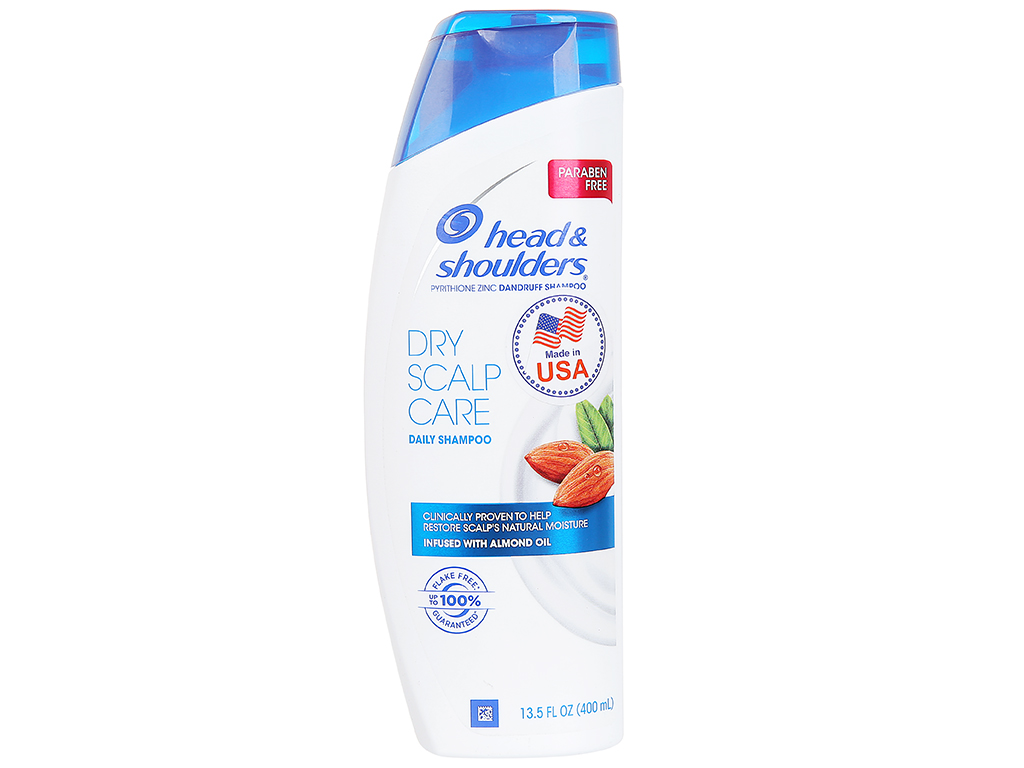 PARABEN
FREE
head &
shoulders®
PYRITHIONE ZINC DANDRUFF SHAMPOO
Made in
USA
DRY
SCALP
CARE
DAILY SHAMPOO
CLINICALLY PROVEN TO HELP
RESTORE SCALP'S NATURAL MOISTURE
INFUSED WITH ALMOND OIL
FLAKE FREE*
UP TO 100%
GUARANTEED*
13.5 FL OZ (400 mL)